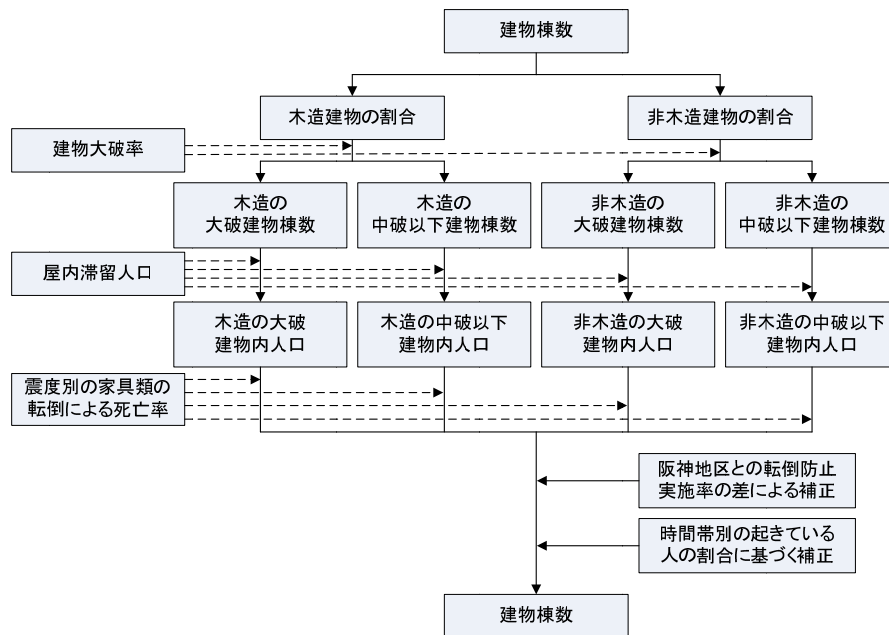 建物棟数
木造建物の割合
非木造建物の割合
建物大破率
木造の
大破建物棟数
木造の
中破以下建物棟数
非木造の
大破建物棟数
非木造の
中破以下建物棟数
屋内滞留人口
木造の大破
建物内人口
木造の中破以下
建物内人口
非木造の大破
建物内人口
非木造の中破以下
建物内人口
震度別の家具類の
転倒による死亡率
阪神地区との転倒防止
実施率の差による補正
時間帯別の起きている
人の割合に基づく補正
建物棟数